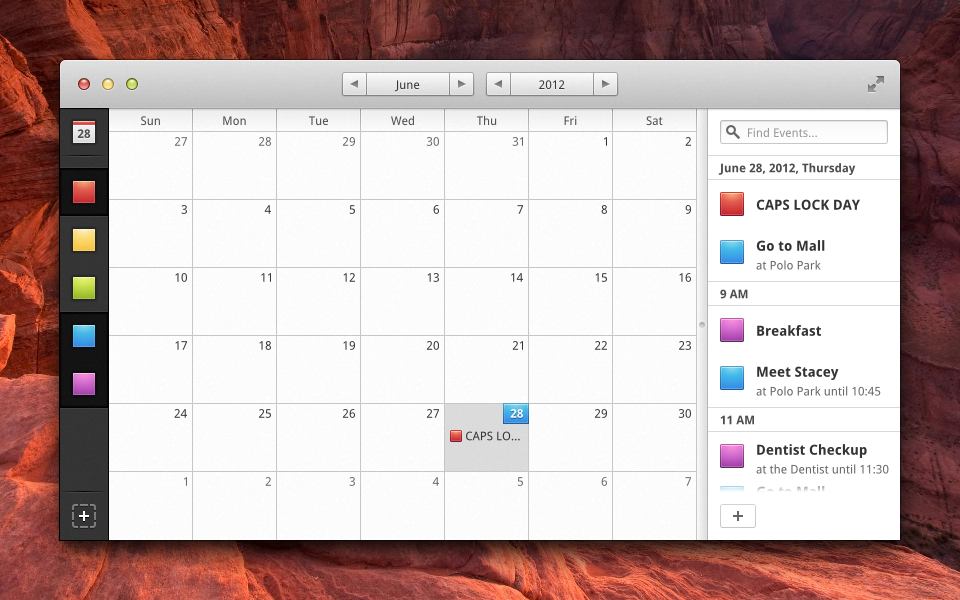 June 2012
28
Sun Mon Tue Wed Thu Fri Sat
27 28 29 30 31 1 2
3 4 5 6 7 8 9
10 11 12 13 14 15 16
17 18 19 20 21 22 23
24 25 26 27 28 29 30
CAPS LO...
1 2 3 4 5 6 7
Find Events...
June 28, 2012, Thursday
CAPS LOCK DAY
Go to Mall
at Polo Park
9 AM
Breakfast
Meet Stacey
at Polo Park until 10:45
11 AM
Dentist Checkup
at the Dentist until 11:30
Go to Mall